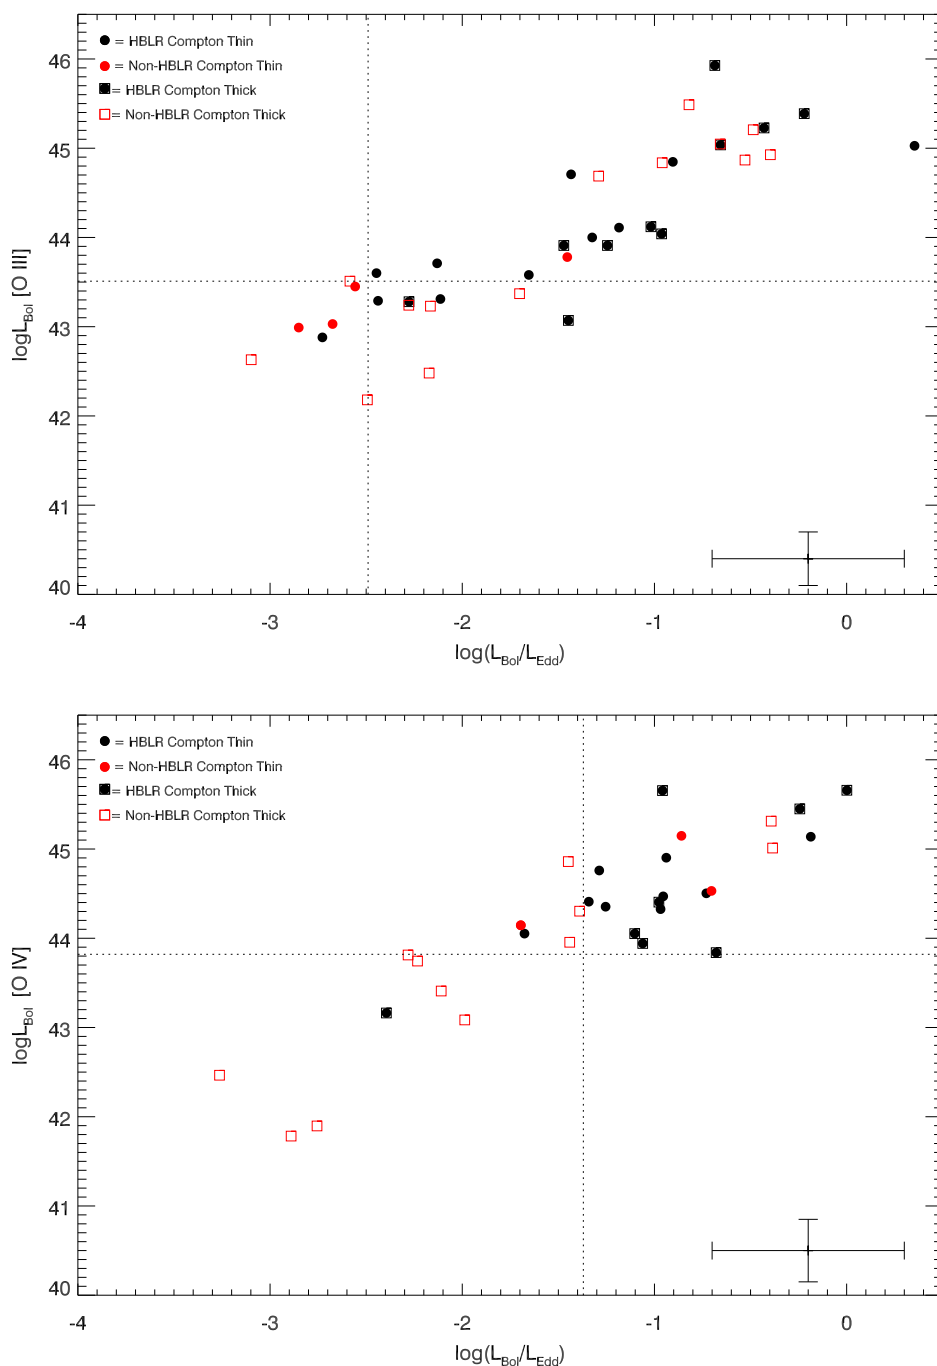 46
45
44
43
42
41
40
logL_Bol [O III]
● = HBLR Compton Thin
● = Non-HBLR Compton Thin
▣ = HBLR Compton Thick
□ = Non-HBLR Compton Thick
-4 -3 -2 -1 0
log(L_Bol/L_Edd)
46
45
44
43
42
41
40
logL_Bol [O IV]
● = HBLR Compton Thin
● = Non-HBLR Compton Thin
▣ = HBLR Compton Thick
□ = Non-HBLR Compton Thick
-4 -3 -2 -1 0
log(L_Bol/L_Edd)